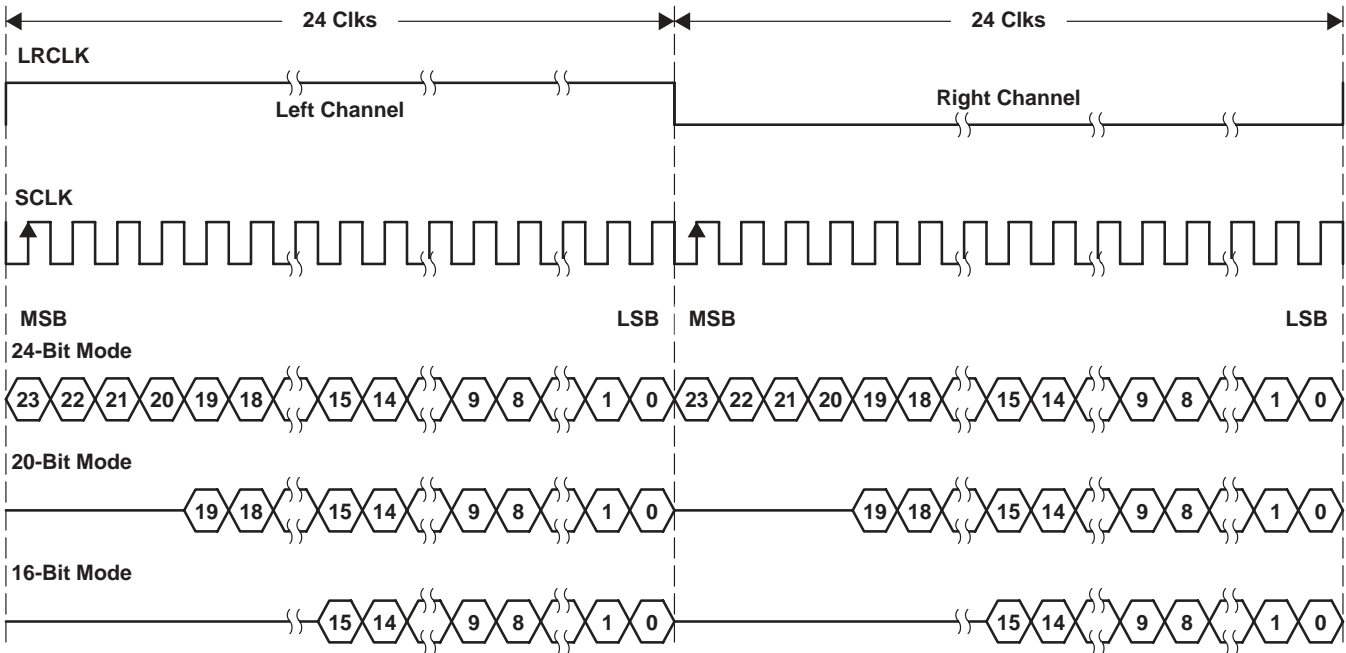 24 Clks 24 Clks
LRCLK
Left Channel Right Channel
SCLK
MSB LSB MSB LSB
24-Bit Mode
23 22 21 20 19 18 15 14 9 8 1 0 23 22 21 20 19 18 15 14 9 8 1 0
20-Bit Mode
19 18 15 14 9 8 1 0 19 18 15 14 9 8 1 0
16-Bit Mode
15 14 9 8 1 0 15 14 9 8 1 0